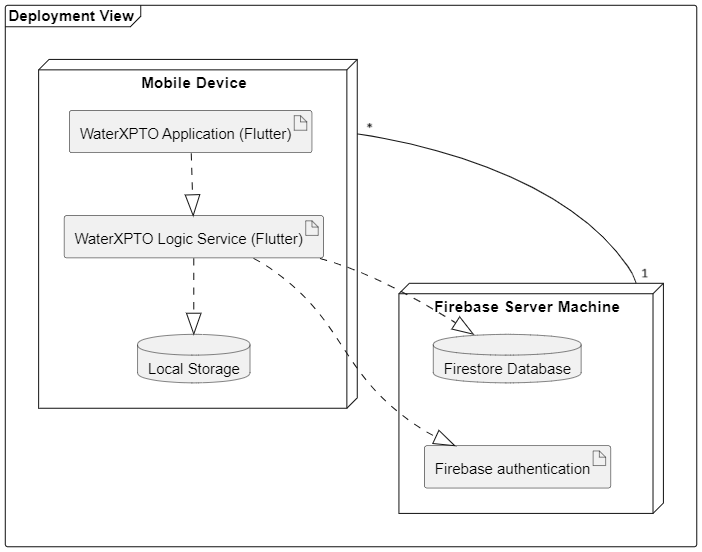 Deployment View
Mobile Device
WaterXPTO Application (Flutter)
*
WaterXPTO Logic Service (Flutter)
1
Firebase Server Machine
Local Storage
Firestore Database
Firebase authentication